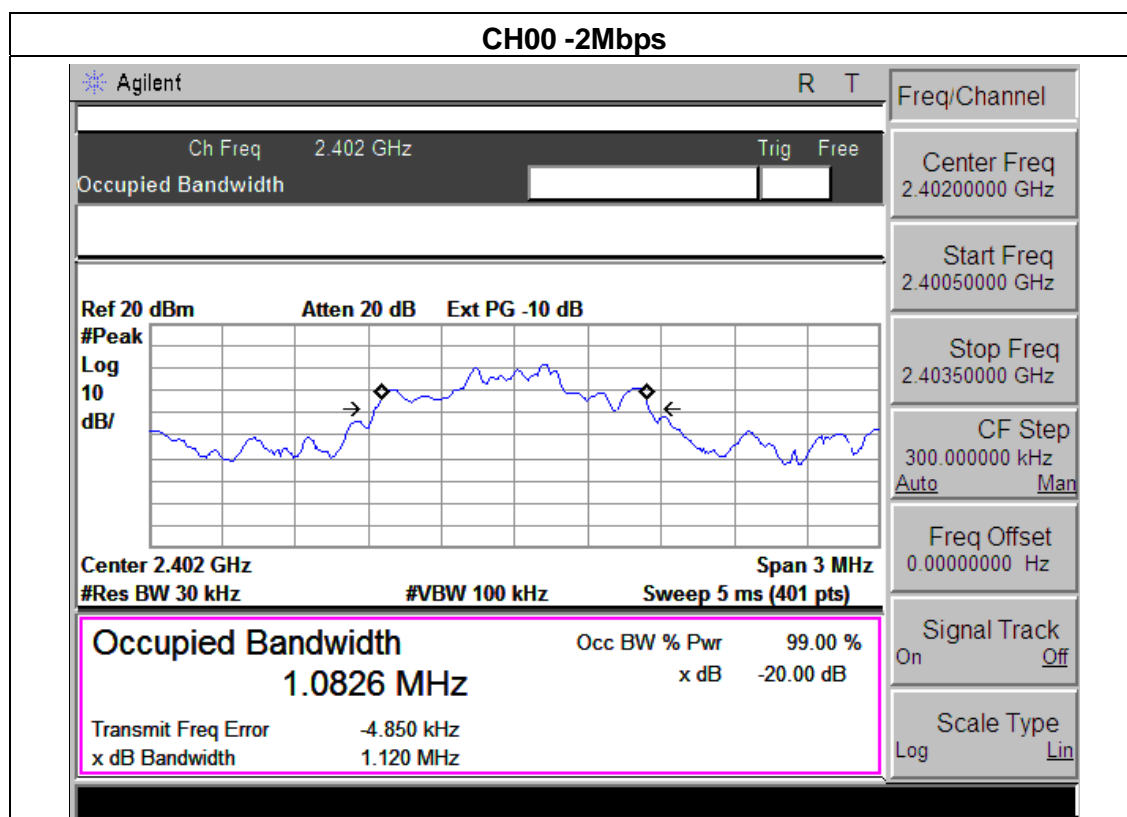 CH00 -2Mbps
Agilent R T
Ch Freq 2.402 GHz Trig Free
Occupied Bandwidth
Ref 20 dBm Atten 20 dB Ext PG -10 dB
#Peak
Log
10
dB/
Center 2.402 GHz Span 3 MHz
#Res BW 30 kHz #VBW 100 kHz Sweep 5 ms (401 pts)
Occupied Bandwidth Occ BW % Pwr 99.00 %
1.0826 MHz x dB -20.00 dB
Transmit Freq Error -4.850 kHz
x dB Bandwidth 1.120 MHz
Freq/Channel
Center Freq
2.40200000 GHz
Start Freq
2.40050000 GHz
Stop Freq
2.40350000 GHz
CF Step
300.000000 kHz
Auto Man
Freq Offset
0.00000000 Hz
Signal Track
On Off
Scale Type
Log Lin